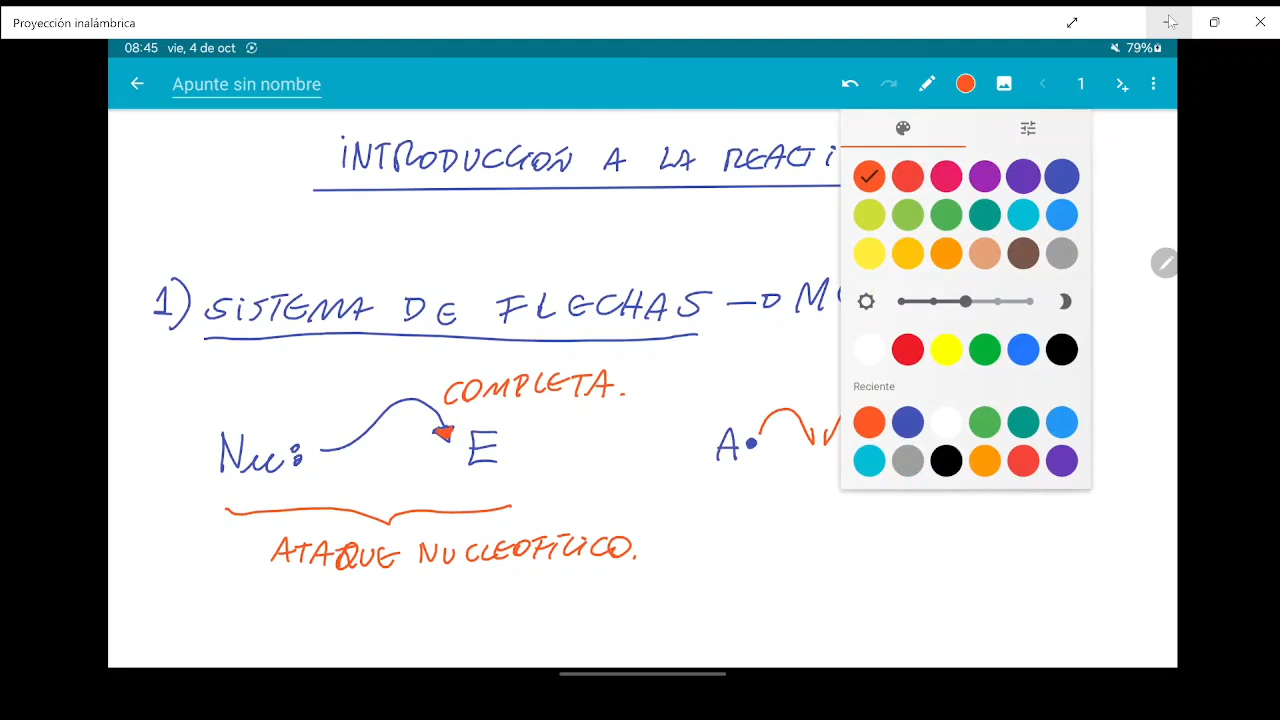 Proyección inalámbrica
08:45 vie, 4 de oct 79%
Apunte sin nombre 1
INTRODUCCIÓN A LA REACTI
1) SISTEMA DE FLECHAS
COMPLETA.
Nu: E A•
Reciente
ATAQUE NUCLEOFÍLICO.